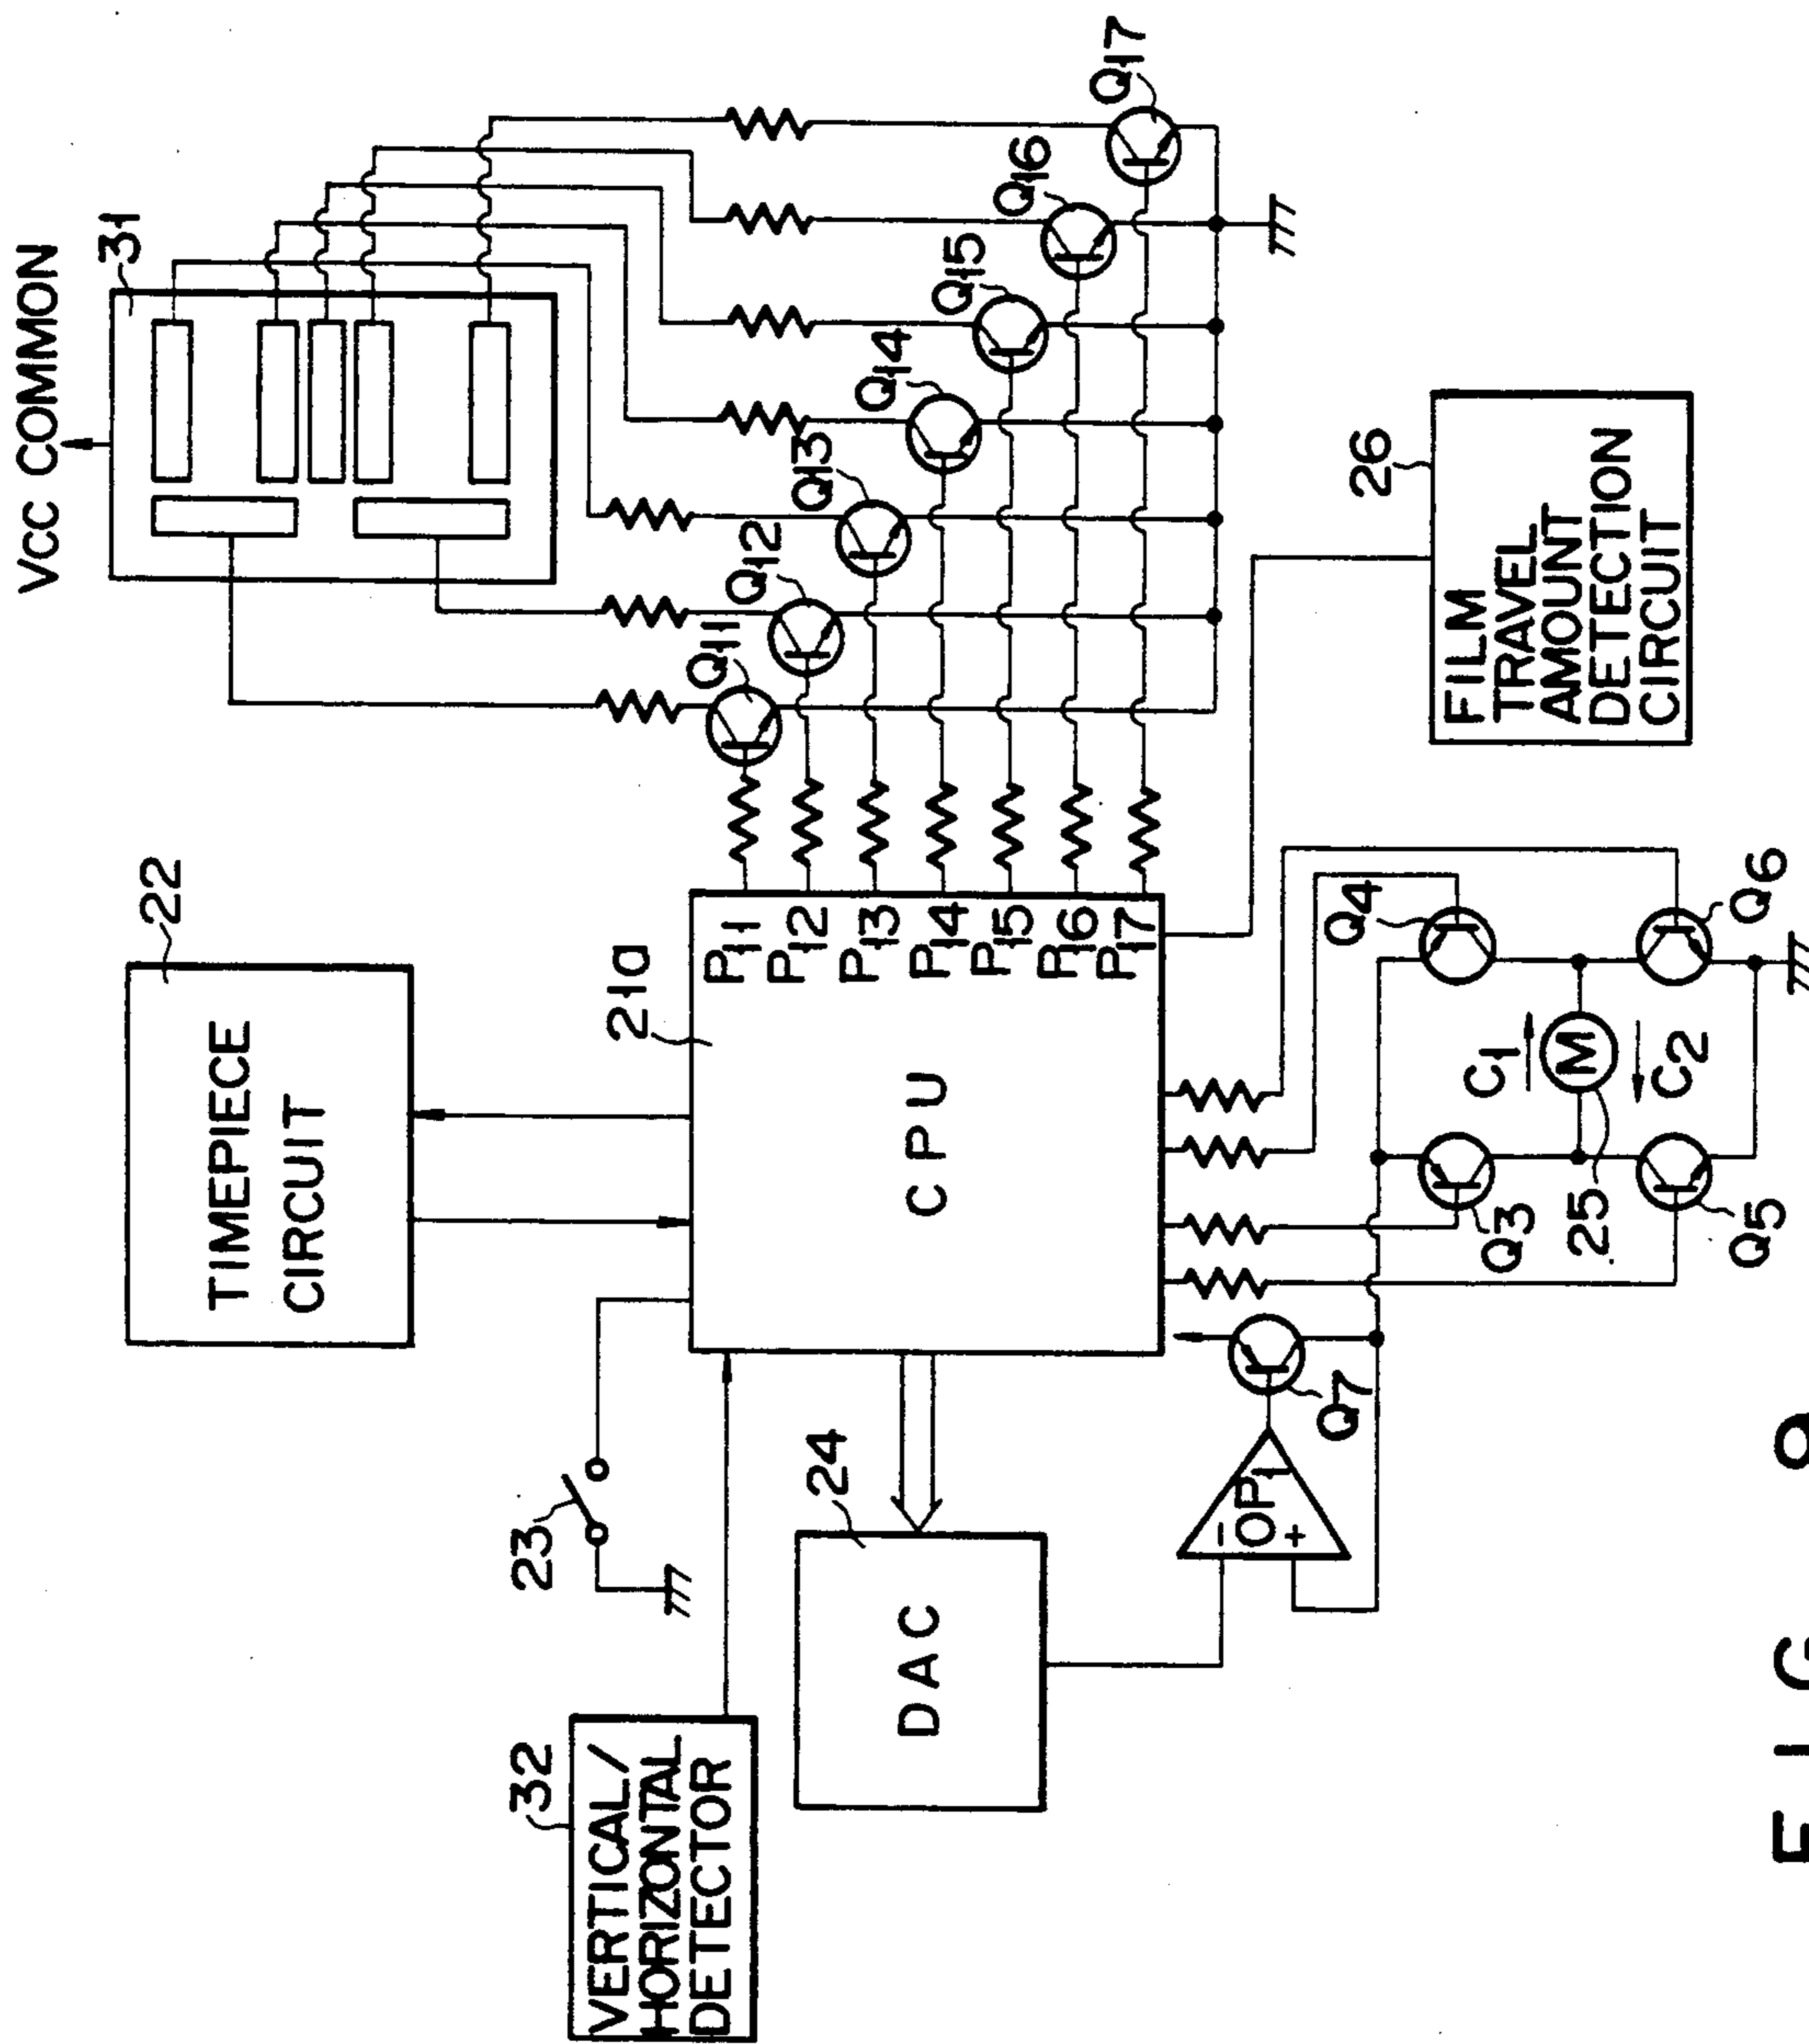 VCC COMMON
31
TIMEPIECE
CIRCUIT
22
23
32
VERTICAL/
HORIZONTAL
DETECTOR
21a
CPU
P11
P12
P13
P14
P15
P16
P17
Q11
Q12
Q13
Q14
Q15
Q16
Q17
24
DAC
−
OP1
+
Q7
Q3
Q4
C1
M
C2
25
Q5
Q6
26
FILM
TRAVEL
AMOUNT
DETECTION
CIRCUIT
FIG.